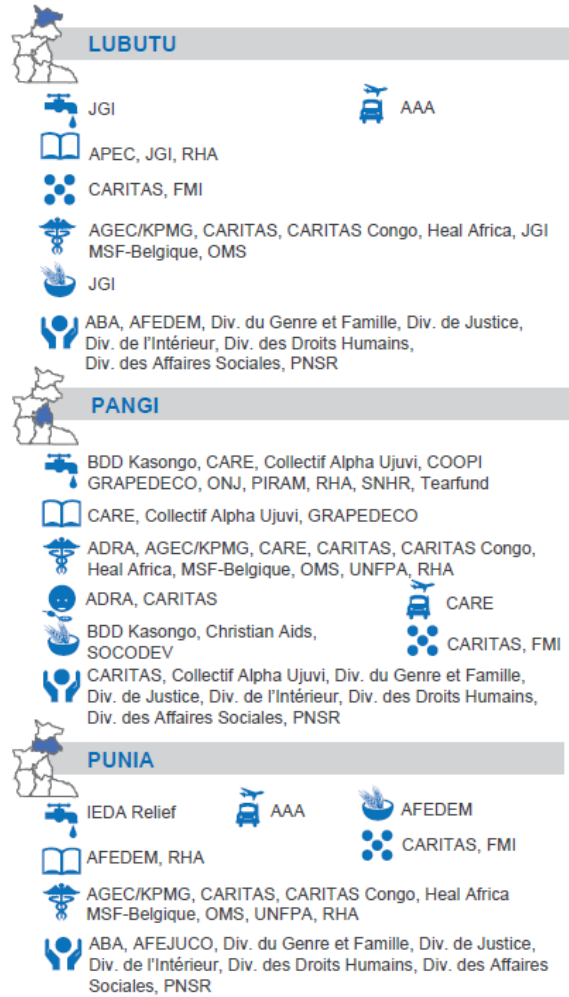 LUBUTU
JGI
AAA
APEC, JGI, RHA
CARITAS, FMI
AGEC/KPMG, CARITAS, CARITAS Congo, Heal Africa, JGI
MSF-Belgique, OMS
JGI
ABA, AFEDEM, Div. du Genre et Famille, Div. de Justice,
Div. de l'Intérieur, Div. des Droits Humains,
Div. des Affaires Sociales, PNSR
PANGI
BDD Kasongo, CARE, Collectif Alpha Ujuvi, COOPI
GRAPEDECO, ONJ, PIRAM, RHA, SNHR, Tearfund
CARE, Collectif Alpha Ujuvi, GRAPEDECO
ADRA, AGEC/KPMG, CARE, CARITAS, CARITAS Congo,
Heal Africa, MSF-Belgique, OMS, UNFPA, RHA
ADRA, CARITAS
CARE
BDD Kasongo, Christian Aids,
SOCODEV
CARITAS, FMI
CARITAS, Collectif Alpha Ujuvi, Div. du Genre et Famille,
Div. de Justice, Div. de l'Intérieur, Div. des Droits Humains,
Div. des Affaires Sociales, PNSR
PUNIA
IEDA Relief
AAA
AFEDEM
CARITAS, FMI
AFEDEM, RHA
AGEC/KPMG, CARITAS, CARITAS Congo, Heal Africa
MSF-Belgique, OMS, UNFPA, RHA
ABA, AFEJUCO, Div. du Genre et Famille, Div. de Justice,
Div. de l'Intérieur, Div. des Droits Humains, Div. des Affaires
Sociales, PNSR